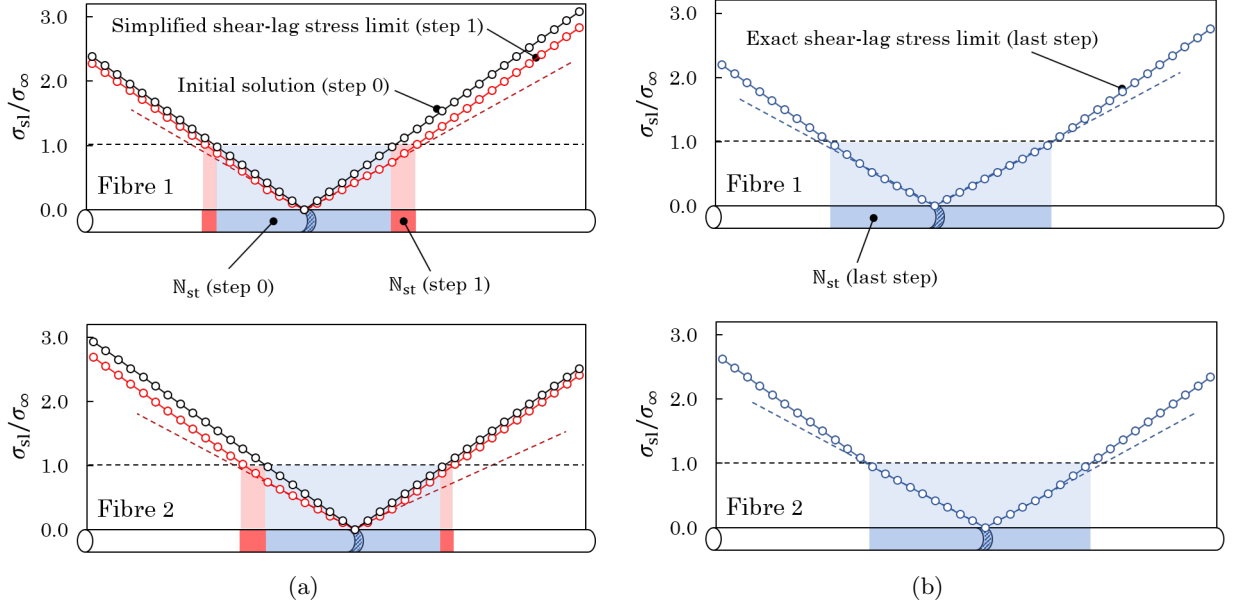 σsl/σ∞
3.0
2.0
1.0
0.0
Simplified shear-lag stress limit (step 1)
Initial solution (step 0)
Fibre 1
ℕst (step 0)
ℕst (step 1)
σsl/σ∞
3.0
2.0
1.0
0.0
Fibre 2
(a)
σsl/σ∞
3.0
2.0
1.0
0.0
Exact shear-lag stress limit (last step)
Fibre 1
ℕst (last step)
σsl/σ∞
3.0
2.0
1.0
0.0
Fibre 2
(b)